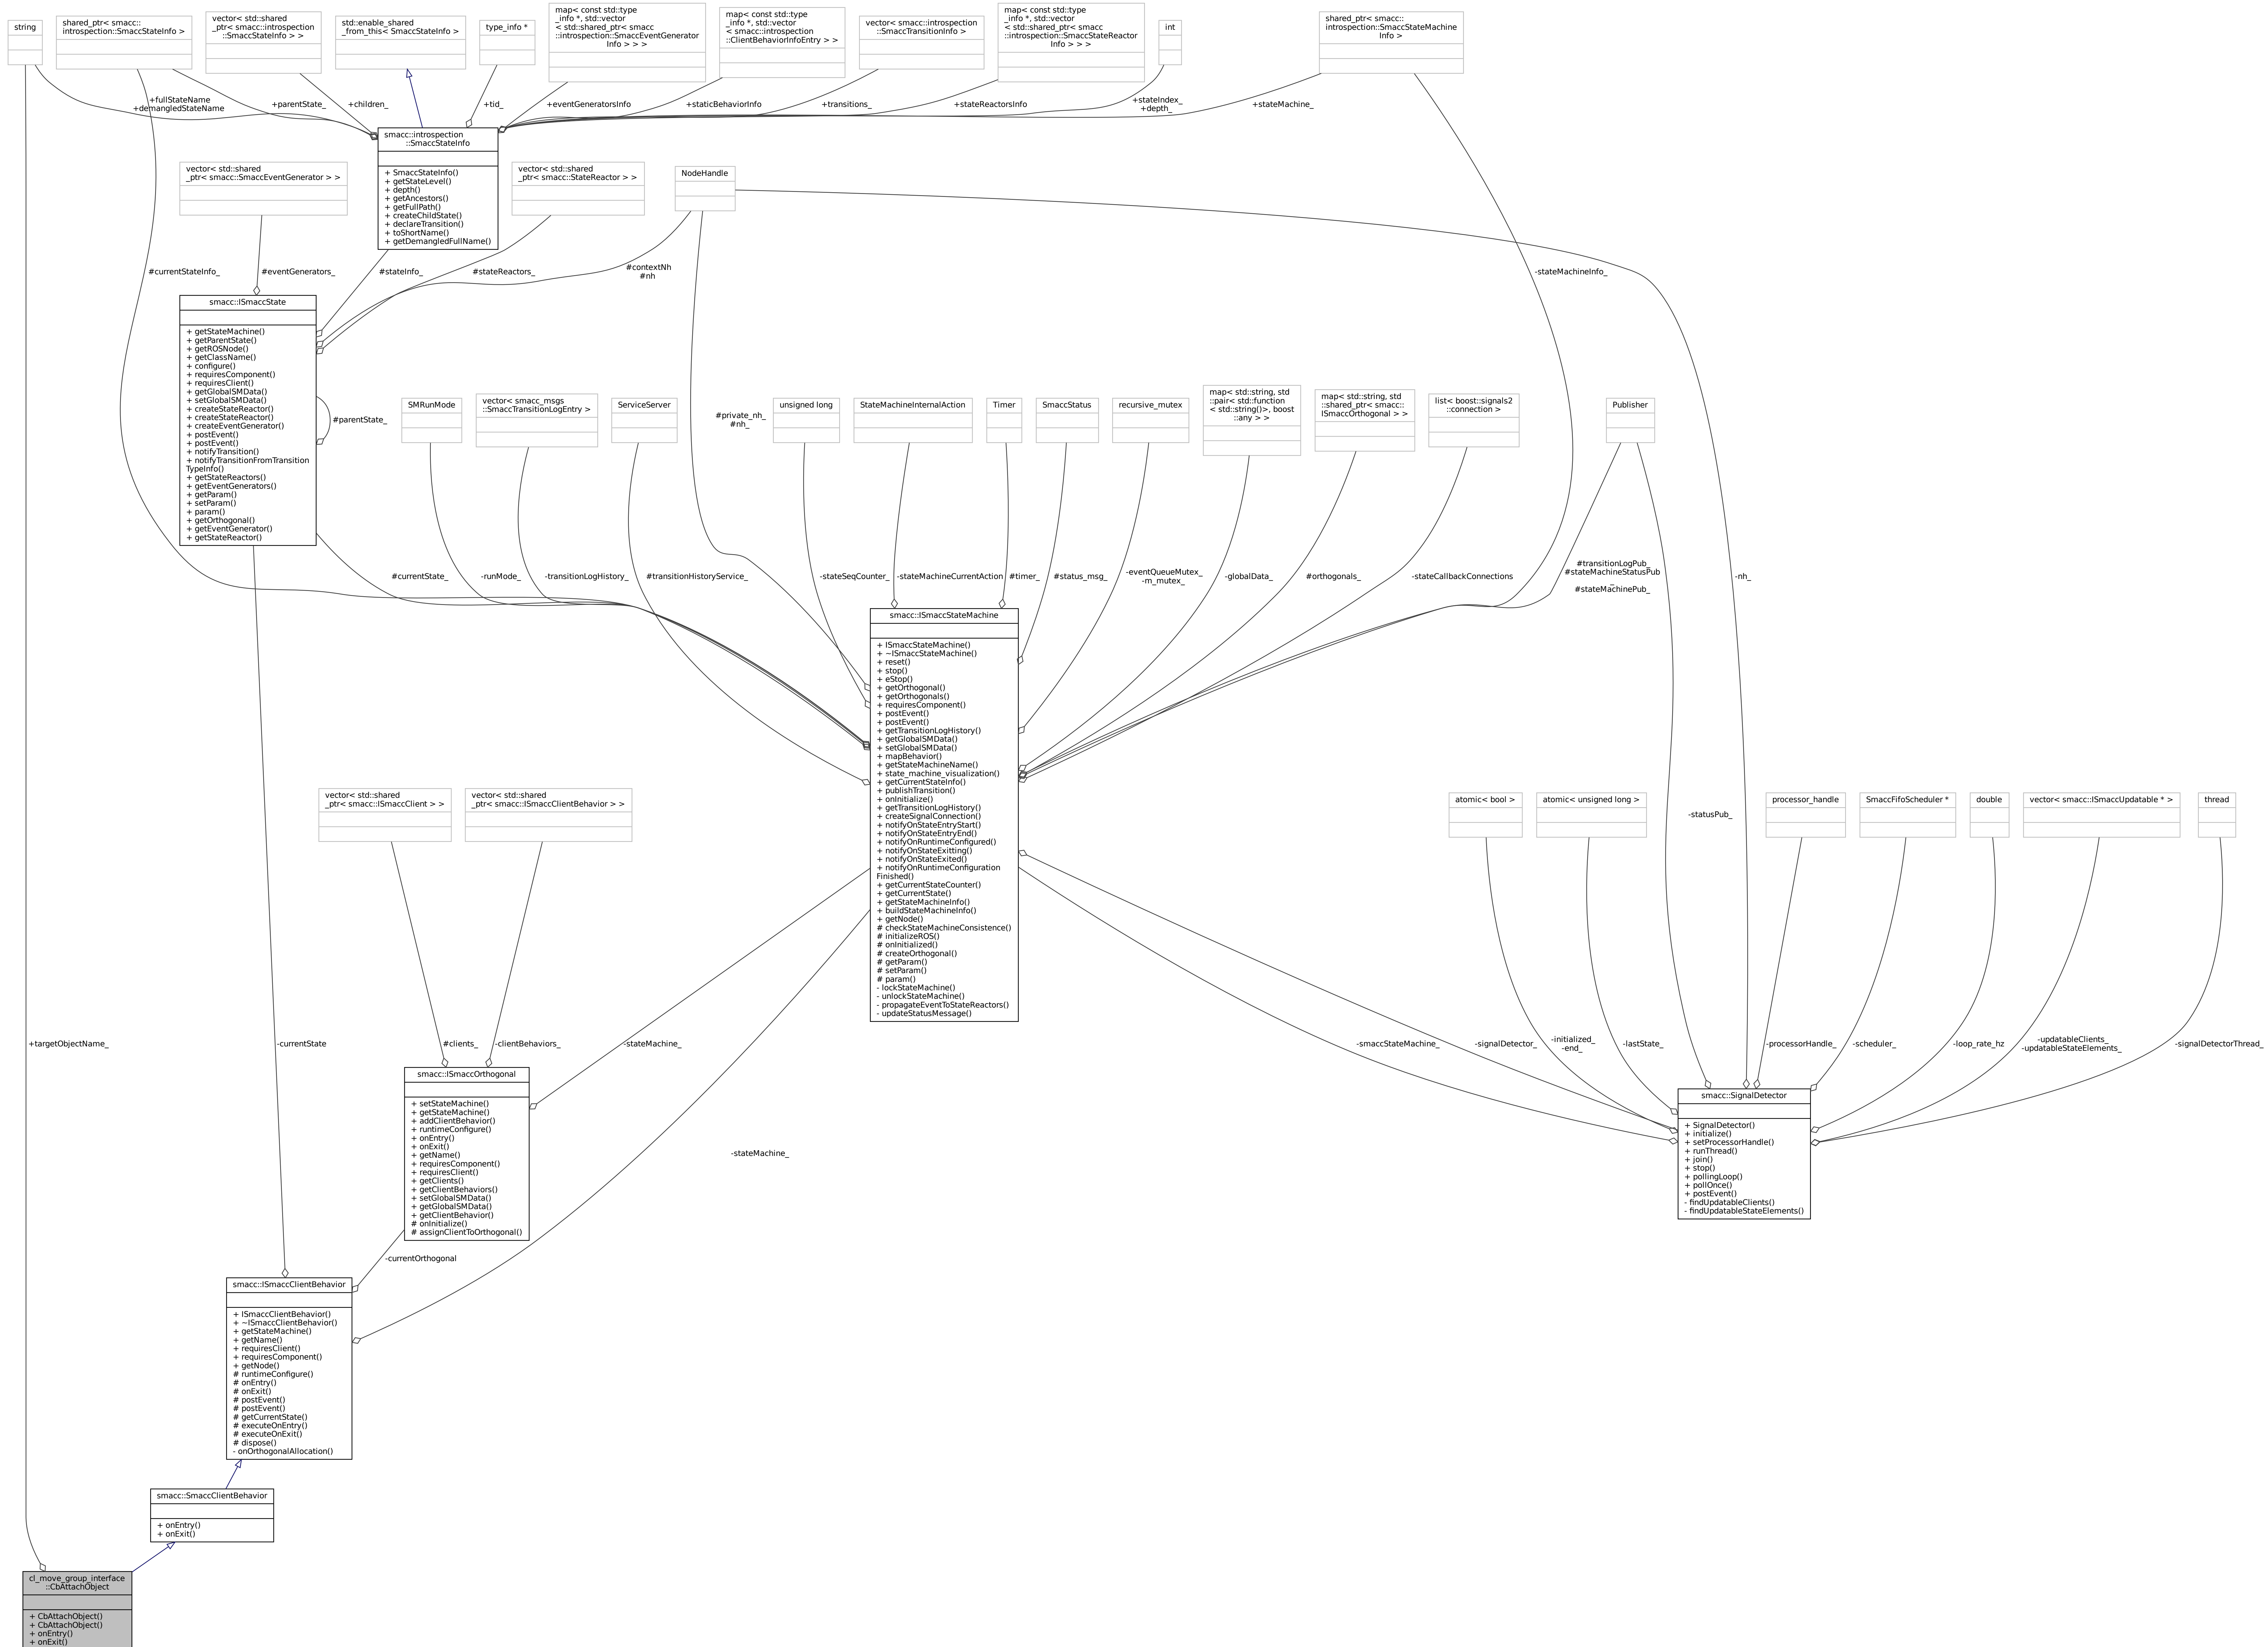 string
shared_ptr< smacc::
introspection::SmaccStateInfo >
vector< std::shared
_ptr< smacc::introspection
::SmaccStateInfo > >
std::enable_shared
_from_this< SmaccStateInfo >
type_info *
map< const std::type
_info *, std::vector
< std::shared_ptr< smacc
::introspection::SmaccEventGenerator
Info > > >
map< const std::type
_info *, std::vector
< smacc::introspection
::ClientBehaviorInfoEntry > >
vector< smacc::introspection
::SmaccTransitionInfo >
map< const std::type
_info *, std::vector
< std::shared_ptr< smacc
::introspection::SmaccStateReactor
Info > > >
int
shared_ptr< smacc::
introspection::SmaccStateMachine
Info >
+fullStateName
+demangledStateName
+parentState_
+children_
+tid_
+eventGeneratorsInfo
+staticBehaviorInfo
+transitions_
+stateReactorsInfo
+stateIndex_
+depth_
+stateMachine_
smacc::introspection
::SmaccStateInfo
+ SmaccStateInfo()
+ getStateLevel()
+ depth()
+ getAncestors()
+ getFullPath()
+ createChildState()
+ declareTransition()
+ toShortName()
+ getDemangledFullName()
vector< std::shared
_ptr< smacc::SmaccEventGenerator > >
vector< std::shared
_ptr< smacc::StateReactor > >
NodeHandle
#currentStateInfo_
#eventGenerators_
#stateInfo_
#stateReactors_
#contextNh
#nh
-stateMachineInfo_
smacc::ISmaccState
+ getStateMachine()
+ getParentState()
+ getROSNode()
+ getClassName()
+ configure()
+ requiresComponent()
+ requiresClient()
+ getGlobalSMData()
+ setGlobalSMData()
+ createStateReactor()
+ createStateReactor()
+ createEventGenerator()
+ postEvent()
+ postEvent()
+ notifyTransition()
+ notifyTransitionFromTransition
TypeInfo()
+ getStateReactors()
+ getEventGenerators()
+ getParam()
+ setParam()
+ param()
+ getOrthogonal()
+ getEventGenerator()
+ getStateReactor()
#parentState_
SMRunMode
vector< smacc_msgs
::SmaccTransitionLogEntry >
ServiceServer
#private_nh_
#nh_
unsigned long
StateMachineInternalAction
Timer
SmaccStatus
recursive_mutex
map< std::string, std
::pair< std::function
< std::string()>, boost
::any > >
map< std::string, std
::shared_ptr< smacc::
ISmaccOrthogonal > >
list< boost::signals2
::connection >
Publisher
#currentState_
-runMode_
-transitionLogHistory_
#transitionHistoryService_
-stateSeqCounter_
-stateMachineCurrentAction
#timer_
#status_msg_
-eventQueueMutex_
-m_mutex_
-globalData_
#orthogonals_
-stateCallbackConnections
#transitionLogPub_
#stateMachineStatusPub
_
#stateMachinePub_
-nh_
smacc::ISmaccStateMachine
+ ISmaccStateMachine()
+ ~ISmaccStateMachine()
+ reset()
+ stop()
+ eStop()
+ getOrthogonal()
+ getOrthogonals()
+ requiresComponent()
+ postEvent()
+ postEvent()
+ getTransitionLogHistory()
+ getGlobalSMData()
+ setGlobalSMData()
+ mapBehavior()
+ getStateMachineName()
+ state_machine_visualization()
+ getCurrentStateInfo()
+ publishTransition()
+ onInitialize()
+ getTransitionLogHistory()
+ createSignalConnection()
+ notifyOnStateEntryStart()
+ notifyOnStateEntryEnd()
+ notifyOnRuntimeConfigured()
+ notifyOnStateExitting()
+ notifyOnStateExited()
+ notifyOnRuntimeConfiguration
Finished()
+ getCurrentStateCounter()
+ getCurrentState()
+ getStateMachineInfo()
+ buildStateMachineInfo()
+ getNode()
# checkStateMachineConsistence()
# initializeROS()
# onInitialized()
# createOrthogonal()
# getParam()
# setParam()
# param()
- lockStateMachine()
- unlockStateMachine()
- propagateEventToStateReactors()
- updateStatusMessage()
vector< std::shared
_ptr< smacc::ISmaccClient > >
vector< std::shared
_ptr< smacc::ISmaccClientBehavior > >
atomic< bool >
atomic< unsigned long >
-statusPub_
processor_handle
SmaccFifoScheduler *
double
vector< smacc::ISmaccUpdatable * >
thread
+targetObjectName_
-currentState
#clients_
-clientBehaviors_
-stateMachine_
-smaccStateMachine_
-signalDetector_
-initialized_
-end_
-lastState_
-processorHandle_
-scheduler_
-loop_rate_hz
-updatableClients_
-updatableStateElements_
-signalDetectorThread_
smacc::ISmaccOrthogonal
+ setStateMachine()
+ getStateMachine()
+ addClientBehavior()
+ runtimeConfigure()
+ onEntry()
+ onExit()
+ getName()
+ requiresComponent()
+ requiresClient()
+ getClients()
+ getClientBehaviors()
+ setGlobalSMData()
+ getGlobalSMData()
+ getClientBehavior()
# onInitialize()
# assignClientToOrthogonal()
-stateMachine_
smacc::SignalDetector
+ SignalDetector()
+ initialize()
+ setProcessorHandle()
+ runThread()
+ join()
+ stop()
+ pollingLoop()
+ pollOnce()
+ postEvent()
- findUpdatableClients()
- findUpdatableStateElements()
-currentOrthogonal
smacc::ISmaccClientBehavior
+ ISmaccClientBehavior()
+ ~ISmaccClientBehavior()
+ getStateMachine()
+ getName()
+ requiresClient()
+ requiresComponent()
+ getNode()
# runtimeConfigure()
# onEntry()
# onExit()
# postEvent()
# postEvent()
# getCurrentState()
# executeOnEntry()
# executeOnExit()
# dispose()
- onOrthogonalAllocation()
smacc::SmaccClientBehavior
+ onEntry()
+ onExit()
cl_move_group_interface
::CbAttachObject
+ CbAttachObject()
+ CbAttachObject()
+ onEntry()
+ onExit()